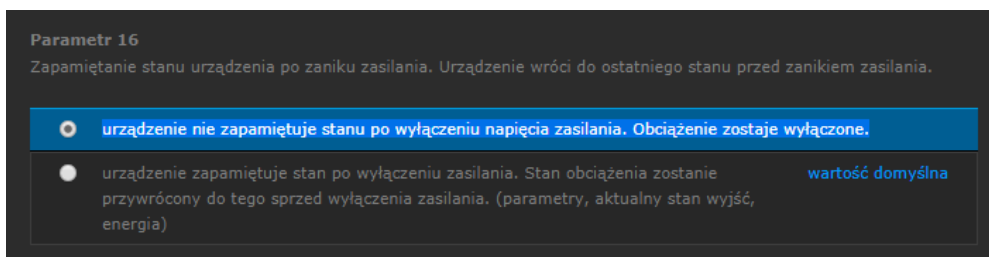 Parametr 16
Zapamiętanie stanu urządzenia po zaniku zasilania. Urządzenie wróci do ostatniego stanu przed zanikiem zasilania.
urządzenie nie zapamiętuje stanu po wyłączeniu napięcia zasilania. Obciążenie zostaje wyłączone.
urządzenie zapamiętuje stan po wyłączeniu zasilania. Stan obciążenia zostanie
przywrócony do tego sprzed wyłączenia zasilania. (parametry, aktualny stan wyjść,
energia)
wartość domyślna